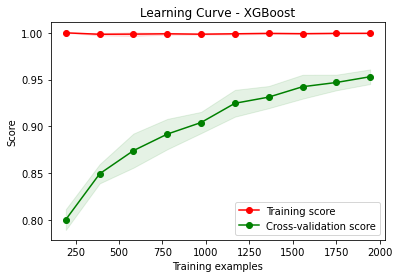 Learning Curve - XGBoost
1.00
0.95
0.90
0.85
0.80
Score
250 500 750 1000 1250 1500 1750 2000
Training examples
Training score
Cross-validation score